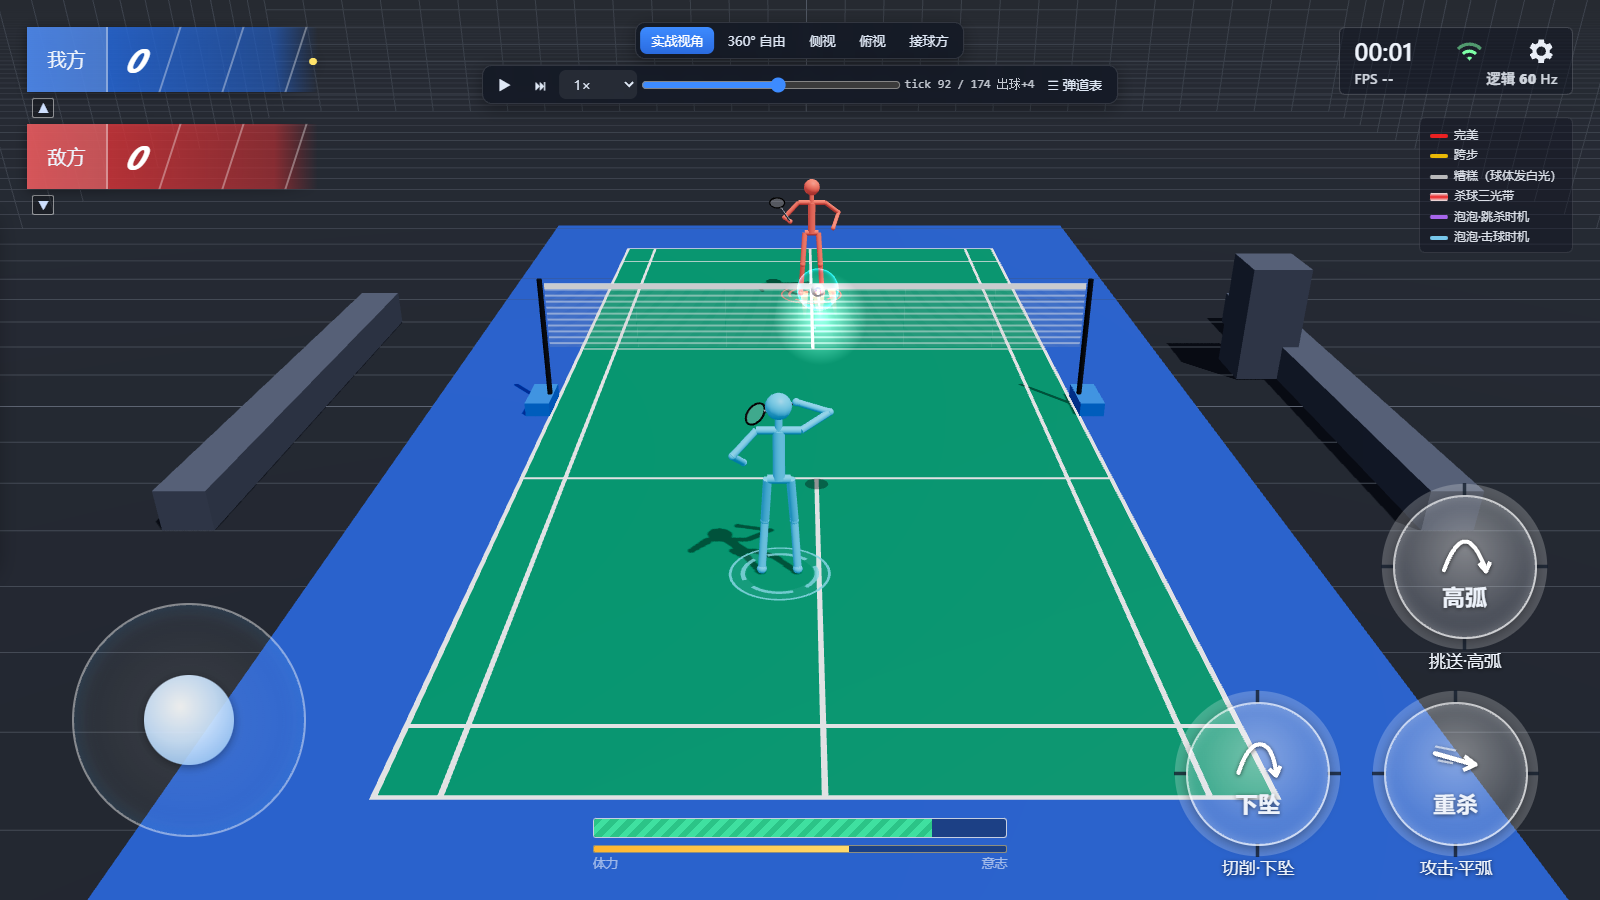 我方 0
敌方 0
实战视角 360° 自由 侧视 俯视 接球方
1× tick 92 / 174 出球+4 ☰ 弹道表
00:01
FPS -- 逻辑 60 Hz
完美
跨步
糟糕（球体发白光）
杀球三光带
泡泡·跳杀时机
泡泡·击球时机
高弧
挑送·高弧
下坠
切削·下坠
重杀
攻击·平弧
体力 意志